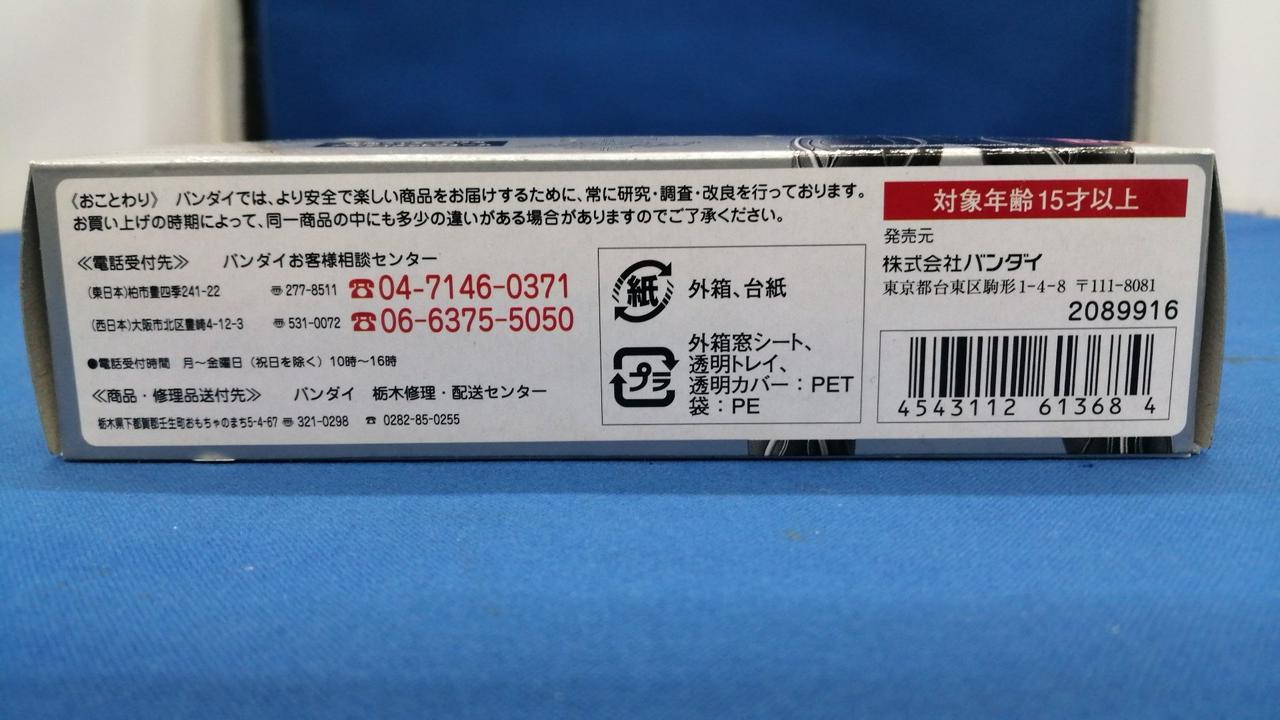 〈おことわり〉 バンダイでは、より安全で楽しい商品をお届けするために、常に研究・調査・改良を行っております。
お買い上げの時期によって、同一商品の中にも多少の違いがある場合がありますのでご了承ください。
≪電話受付先≫ バンダイお客様相談センター
(東日本)柏市豊四季241-22 〠277-8511 ☎04-7146-0371
(西日本)大阪市北区豊崎4-12-3 〠531-0072 ☎06-6375-5050
●電話受付時間 月〜金曜日（祝日を除く）10時〜16時
≪商品・修理品送付先≫ バンダイ 栃木修理・配送センター
栃木県下都賀郡壬生町おもちゃのまち5-4-67 〠321-0298 ☎0282-85-0255
紙 外箱、台紙
プラ 外箱窓シート、
透明トレイ、
透明カバー：PET
袋：PE
対象年齢15才以上
発売元
株式会社バンダイ
東京都台東区駒形1-4-8 〒111-8081
2089916
4543112 61368 4